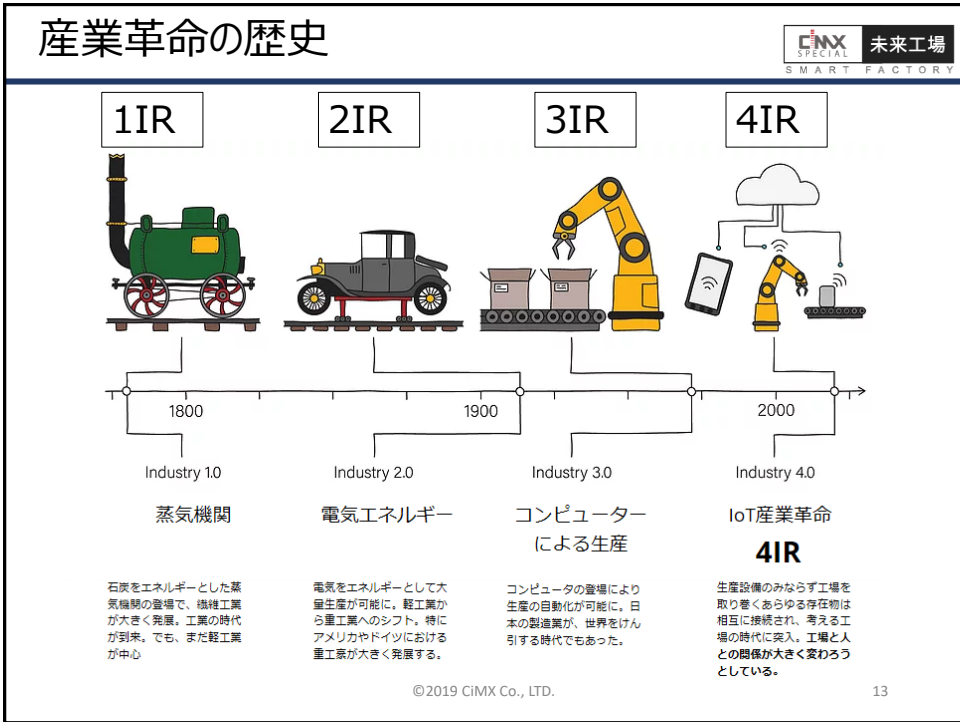 産業革命の歴史
CiMX
SPECIAL
未来工場
SMART FACTORY
1IR
2IR
3IR
4IR
1800
1900
2000
Industry 1.0
Industry 2.0
Industry 3.0
Industry 4.0
蒸気機関
電気エネルギー
コンピューター
による生産
IoT産業革命
4IR
石炭をエネルギーとした蒸
気機関の登場で、繊維工業
が大きく発展。工業の時代
が到来。でも、まだ軽工業
が中心
電気をエネルギーとして大
量生産が可能に。軽工業か
ら重工業へのシフト。特に
アメリカやドイツにおける
重工業が大きく発展する。
コンピュータの登場により
生産の自動化が可能に。日
本の製造業が、世界をけん
引する時代でもあった。
生産設備のみならず工場を
取り巻くあらゆる存在物は
相互に接続され、考える工
場の時代に突入。工場と人
との関係が大きく変わろう
としている。
©2019 CiMX Co., LTD.
13